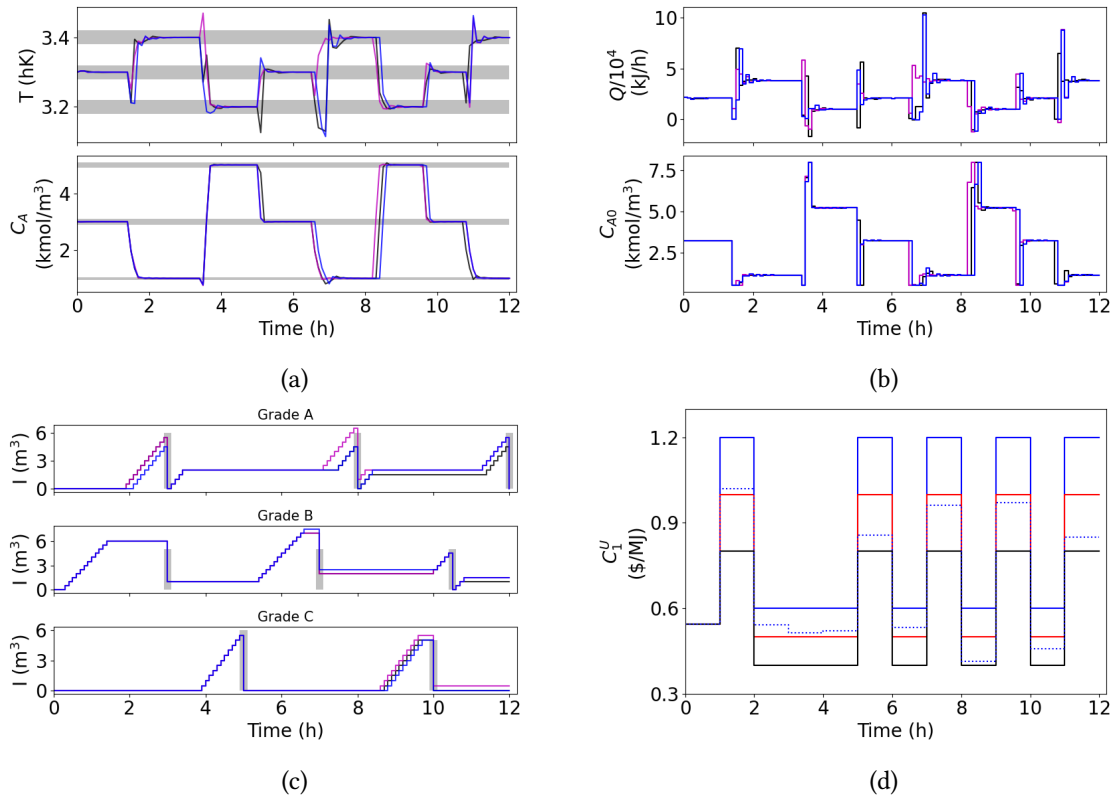 T (hK)
3.4
3.2
C_A
(kmol/m³)
4
2
0 2 4 6 8 10 12
Time (h)
(a)
Q/10⁴
(kJ/h)
10
5
0
C_A0
(kmol/m³)
7.5
5.0
2.5
0 2 4 6 8 10 12
Time (h)
(b)
Grade A
I (m³)
6
3
0
Grade B
I (m³)
6
3
0
Grade C
I (m³)
6
3
0
0 2 4 6 8 10 12
Time (h)
(c)
C₁ᵁ
($/MJ)
1.2
0.9
0.6
0.3
0 2 4 6 8 10 12
Time (h)
(d)